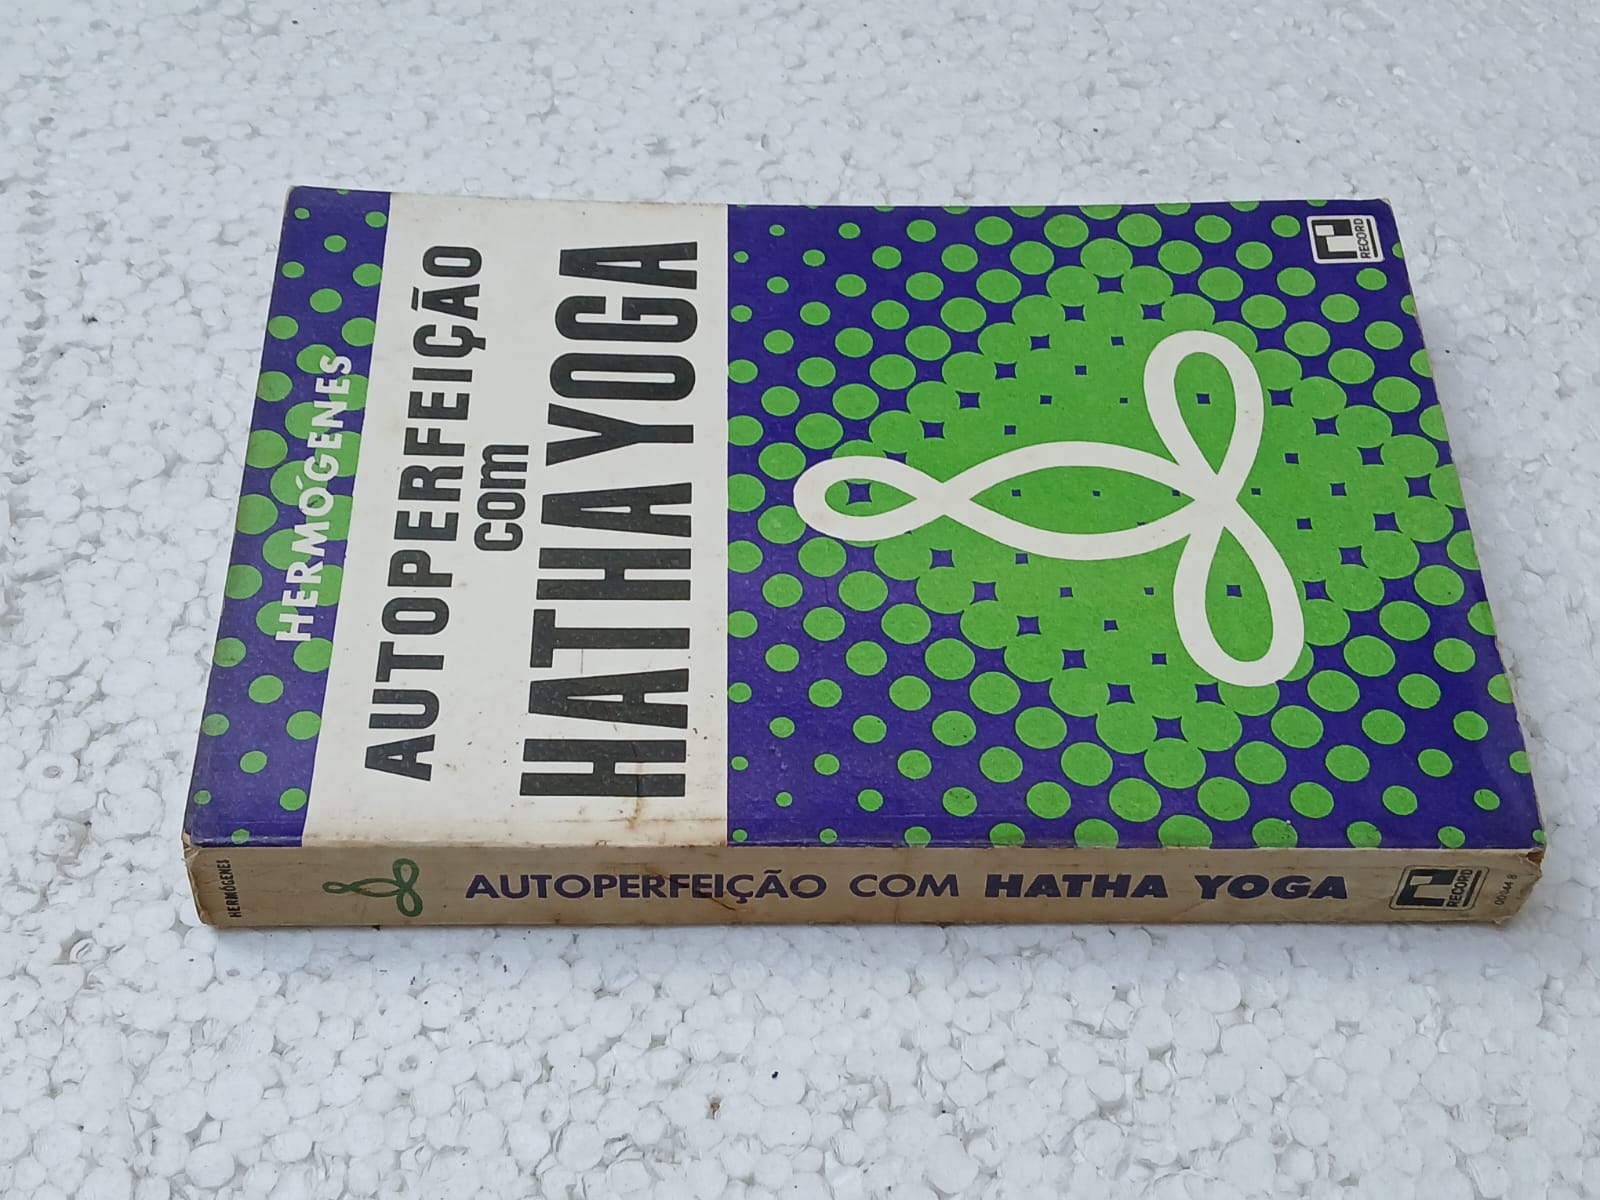 HERMÓGENES
AUTOPERFEIÇÃO
com
HATHA YOGA
RECORD
HERMÓGENES
AUTOPERFEIÇÃO COM HATHA YOGA
RECORD